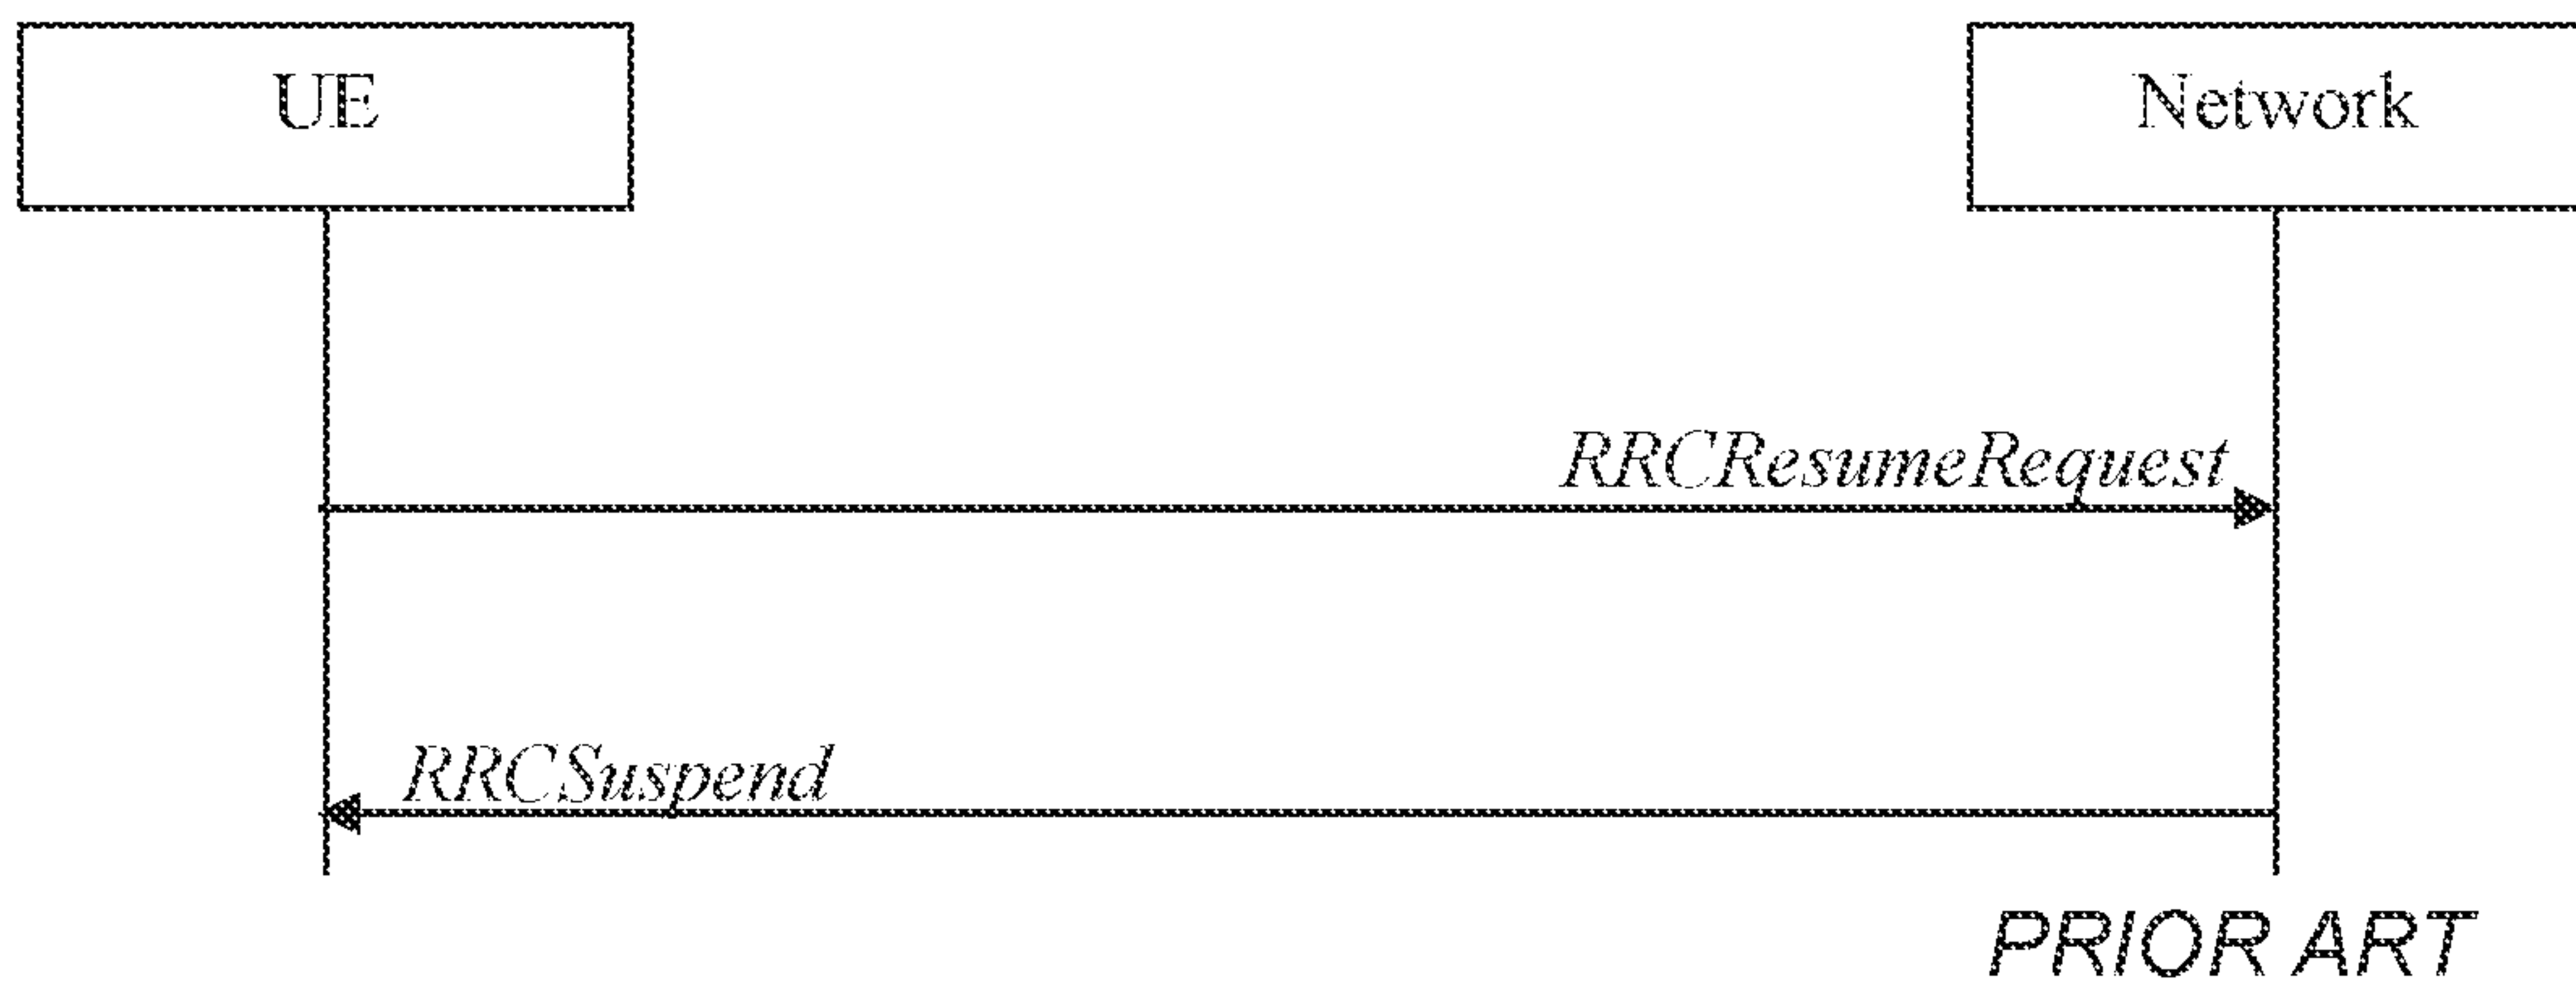 UE
Network
RRCResumeRequest
RRCSuspend
PRIOR ART